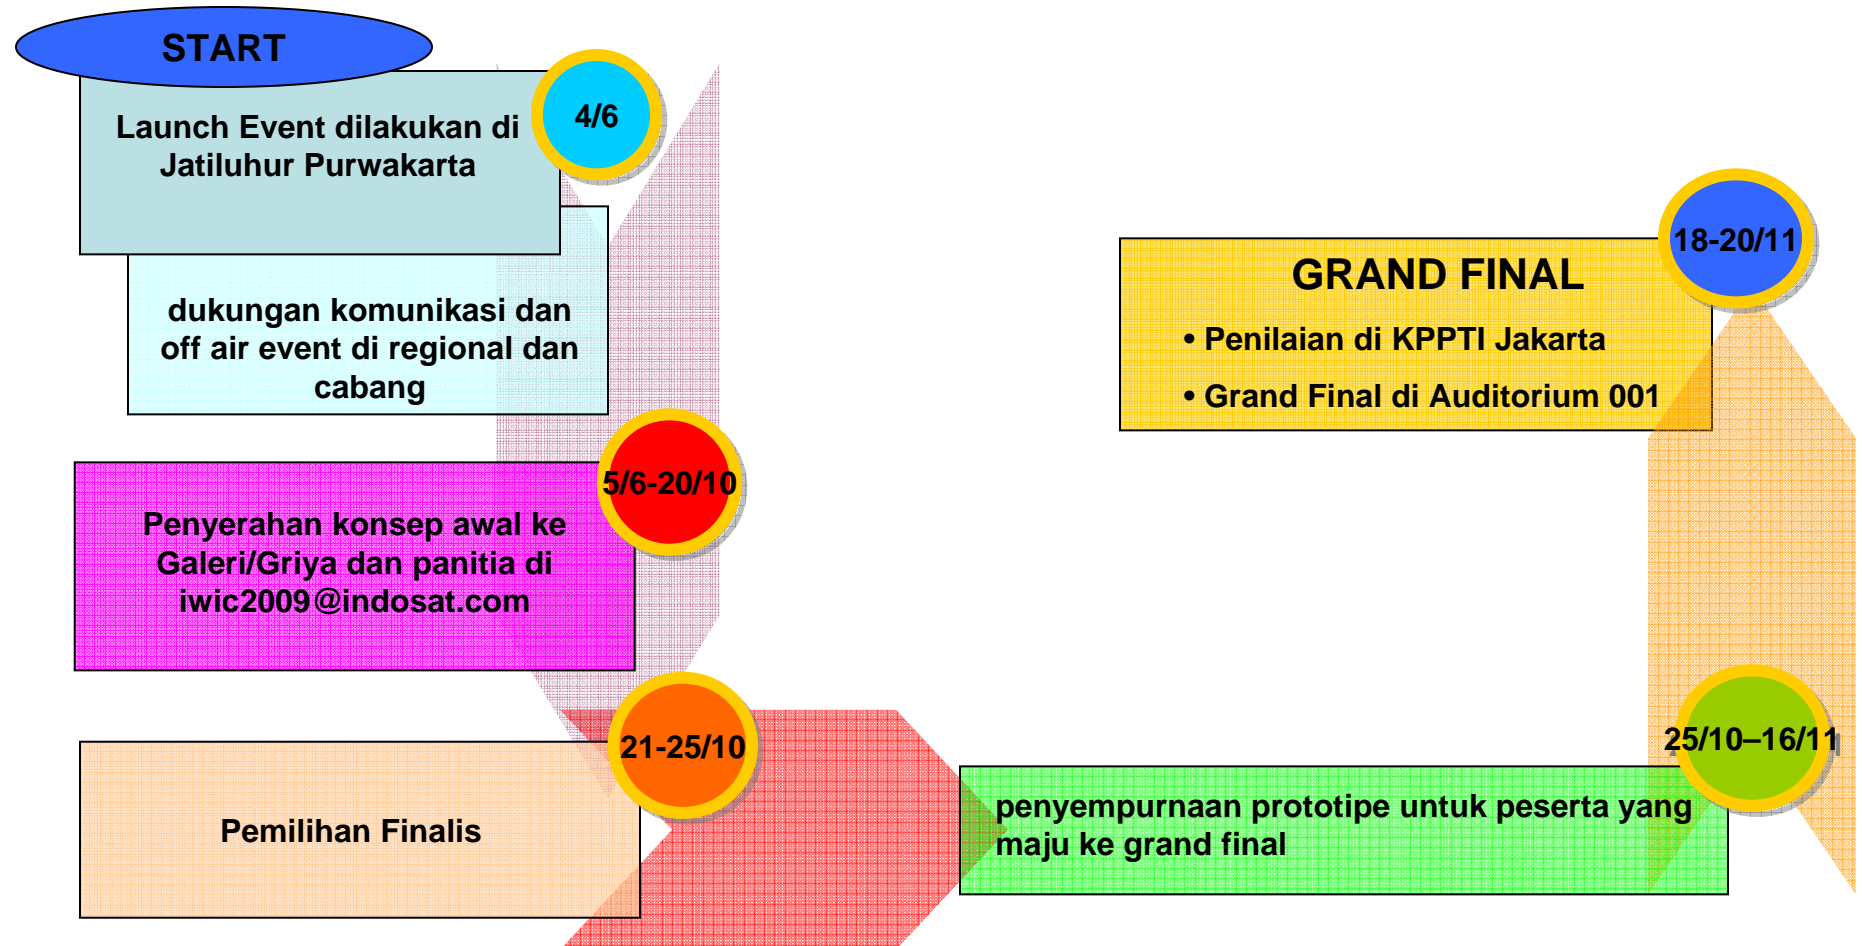 START
4/6
Launch Event dilakukan di
Jatiluhur Purwakarta
dukungan komunikasi dan
off air event di regional dan
cabang
5/6-20/10
Penyerahan konsep awal ke
Galeri/Griya dan panitia di
iwic2009@indosat.com
21-25/10
Pemilihan Finalis
25/10–16/11
penyempurnaan prototipe untuk peserta yang
maju ke grand final
18-20/11
GRAND FINAL
• Penilaian di KPPTI Jakarta
• Grand Final di Auditorium 001